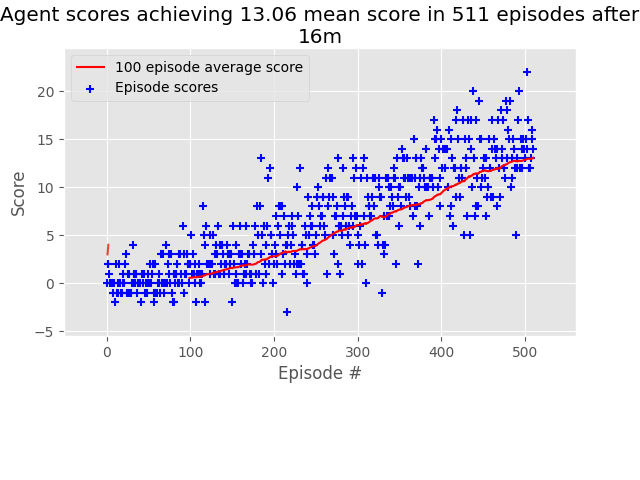 Agent scores achieving 13.06 mean score in 511 episodes after
16m
100 episode average score
Episode scores
20
15
10
5
0
−5
Score
0 100 200 300 400 500
Episode #